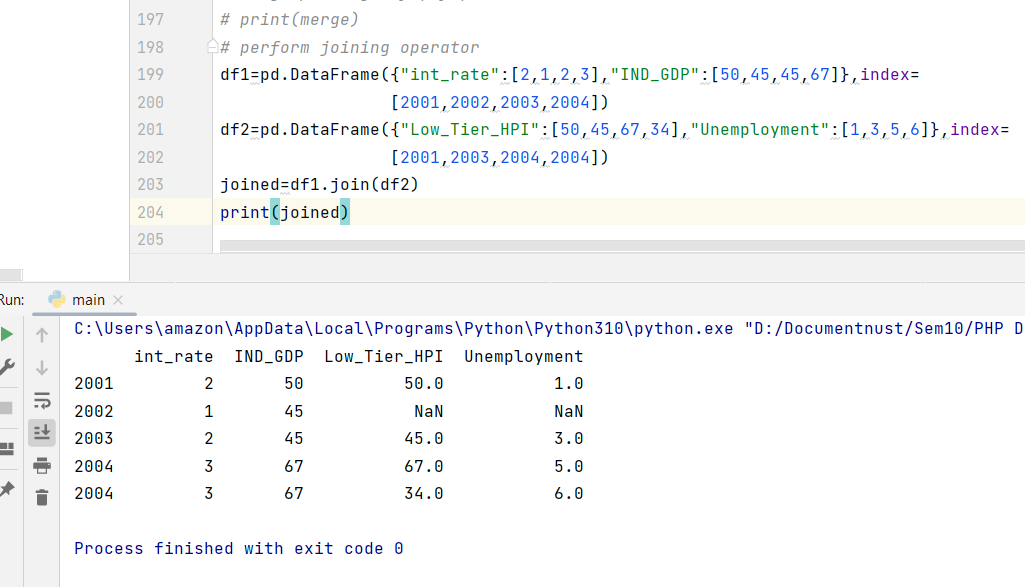 197 # print(merge)
198 # perform joining operator
199 df1=pd.DataFrame({"int_rate":[2,1,2,3],"IND_GDP":[50,45,45,67]},index=
200 [2001,2002,2003,2004])
201 df2=pd.DataFrame({"Low_Tier_HPI":[50,45,67,34],"Unemployment":[1,3,5,6]},index=
202 [2001,2003,2004,2004])
203 joined=df1.join(df2)
204 print(joined)
205
Run: main
C:\Users\amazon\AppData\Local\Programs\Python\Python310\python.exe "D:/Documentnust/Sem10/PHP D
int_rate IND_GDP Low_Tier_HPI Unemployment
2001 2 50 50.0 1.0
2002 1 45 NaN NaN
2003 2 45 45.0 3.0
2004 3 67 67.0 5.0
2004 3 67 34.0 6.0
Process finished with exit code 0